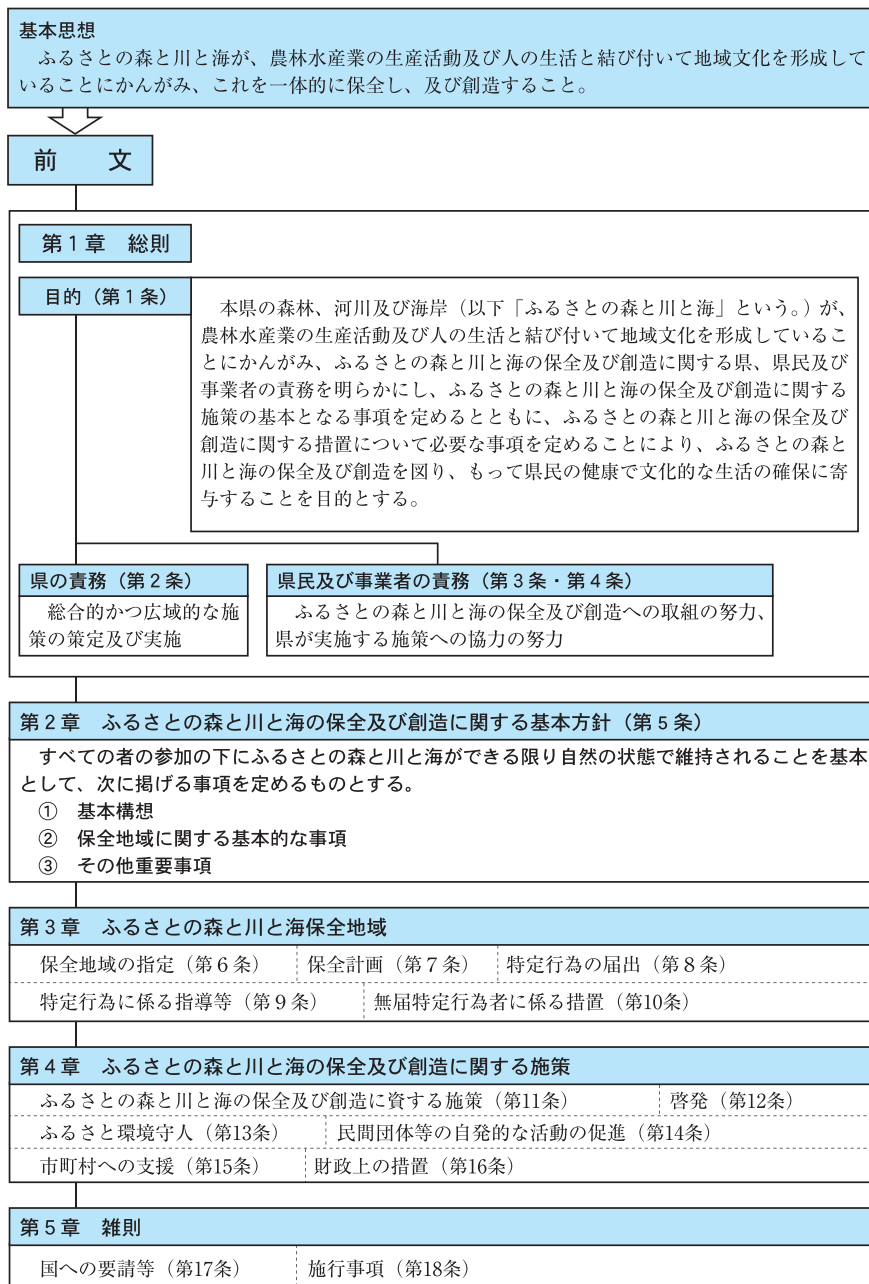 基本思想
ふるさとの森と川と海が、農林水産業の生産活動及び人の生活と結び付いて地域文化を形成して
いることにかんがみ、これを一体的に保全し、及び創造すること。
前　文
第1章　総則
目的（第1条）
本県の森林、河川及び海岸（以下「ふるさとの森と川と海」という。）が、
農林水産業の生産活動及び人の生活と結び付いて地域文化を形成しているこ
とにかんがみ、ふるさとの森と川と海の保全及び創造に関する県、県民及び
事業者の責務を明らかにし、ふるさとの森と川と海の保全及び創造に関する
施策の基本となる事項を定めるとともに、ふるさとの森と川と海の保全及び
創造に関する措置について必要な事項を定めることにより、ふるさとの森と
川と海の保全及び創造を図り、もって県民の健康で文化的な生活の確保に寄
与することを目的とする。
県の責務（第2条）
総合的かつ広域的な施
策の策定及び実施
県民及び事業者の責務（第3条・第4条）
ふるさとの森と川と海の保全及び創造への取組の努力、
県が実施する施策への協力の努力
第2章　ふるさとの森と川と海の保全及び創造に関する基本方針（第5条）
すべての者の参加の下にふるさとの森と川と海ができる限り自然の状態で維持されることを基本
として、次に掲げる事項を定めるものとする。
①　基本構想
②　保全地域に関する基本的な事項
③　その他重要事項
第3章　ふるさとの森と川と海保全地域
保全地域の指定（第6条）　保全計画（第7条）　特定行為の届出（第8条）
特定行為に係る指導等（第9条）　無届特定行為者に係る措置（第10条）
第4章　ふるさとの森と川と海の保全及び創造に関する施策
ふるさとの森と川と海の保全及び創造に資する施策（第11条）　啓発（第12条）
ふるさと環境守人（第13条）　民間団体等の自発的な活動の促進（第14条）
市町村への支援（第15条）　財政上の措置（第16条）
第5章　雑則
国への要請等（第17条）　施行事項（第18条）